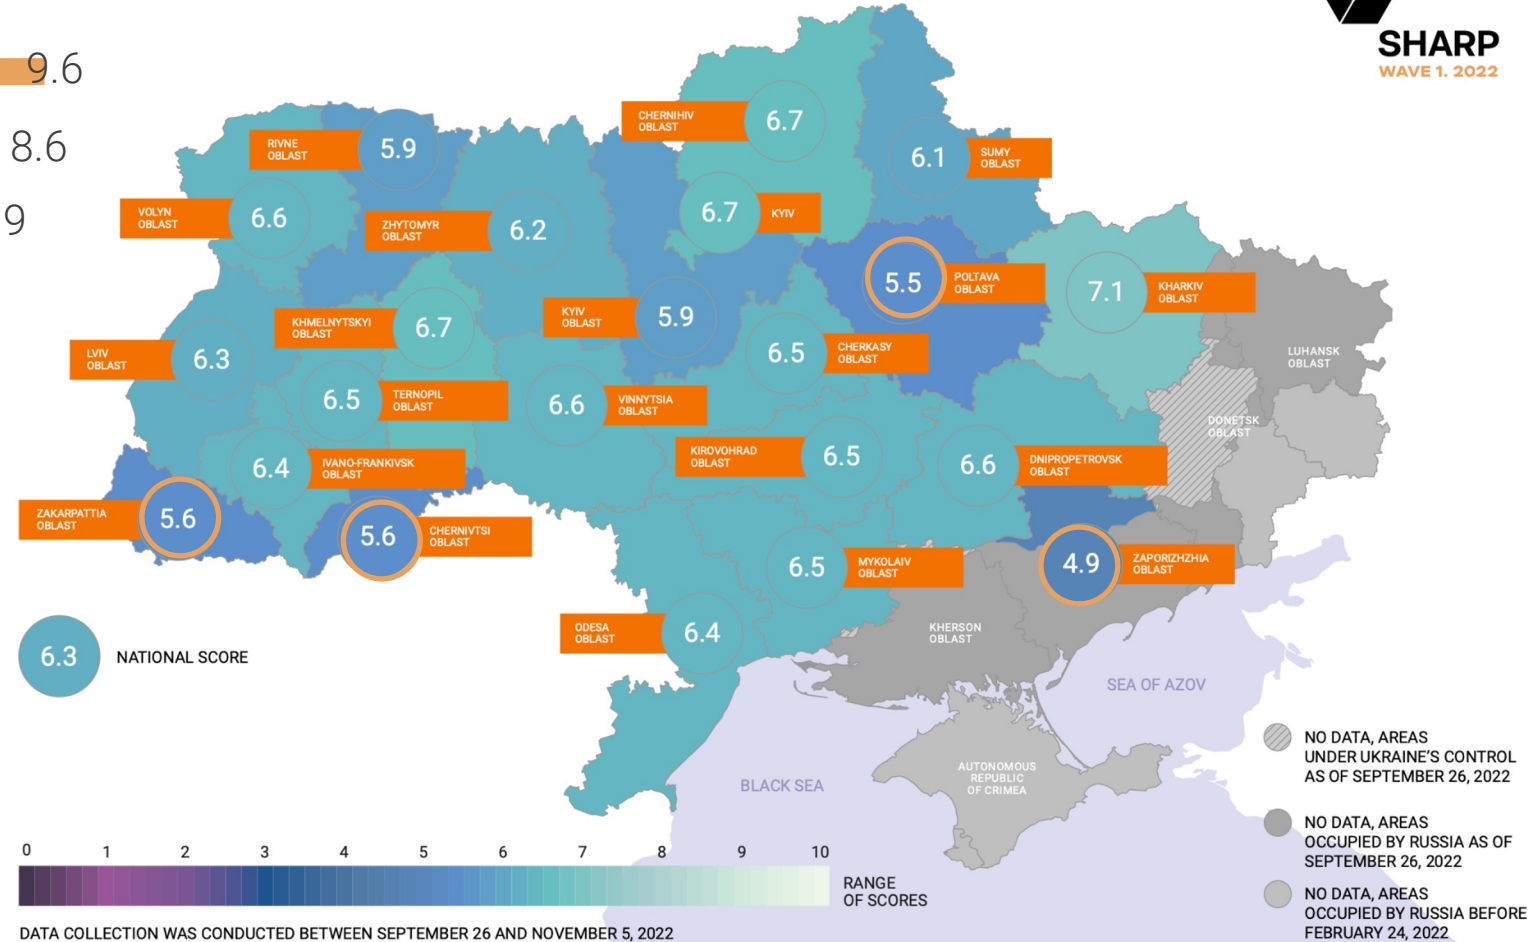 SHARP
WAVE 1. 2022
9.6
8.6
9
CHERNIHIV
OBLAST
6.7
RIVNE
OBLAST
5.9
6.1
SUMY
OBLAST
VOLYN
OBLAST
6.6
ZHYTOMYR
OBLAST
6.2
6.7
KYIV
5.5
POLTAVA
OBLAST
7.1
KHARKIV
OBLAST
KHMELNYTSKYI
OBLAST
6.7
KYIV
OBLAST
5.9
LVIV
OBLAST
6.3
6.5
CHERKASY
OBLAST
LUHANSK
OBLAST
6.5
TERNOPIL
OBLAST
6.6
VINNYTSIA
OBLAST
DONETSK
OBLAST
6.4
IVANO-FRANKIVSK
OBLAST
KIROVOHRAD
OBLAST
6.5
6.6
DNIPROPETROVSK
OBLAST
ZAKARPATTIA
OBLAST
5.6
5.6
CHERNIVTSI
OBLAST
6.5
MYKOLAIV
OBLAST
4.9
ZAPORIZHZHIA
OBLAST
ODESA
OBLAST
6.4
KHERSON
OBLAST
6.3
NATIONAL SCORE
SEA OF AZOV
BLACK SEA
AUTONOMOUS
REPUBLIC
OF CRIMEA
NO DATA, AREAS
UNDER UKRAINE'S CONTROL
AS OF SEPTEMBER 26, 2022
NO DATA, AREAS
OCCUPIED BY RUSSIA AS OF
SEPTEMBER 26, 2022
NO DATA, AREAS
OCCUPIED BY RUSSIA BEFORE
FEBRUARY 24, 2022
0 1 2 3 4 5 6 7 8 9 10
RANGE
OF SCORES
DATA COLLECTION WAS CONDUCTED BETWEEN SEPTEMBER 26 AND NOVEMBER 5, 2022